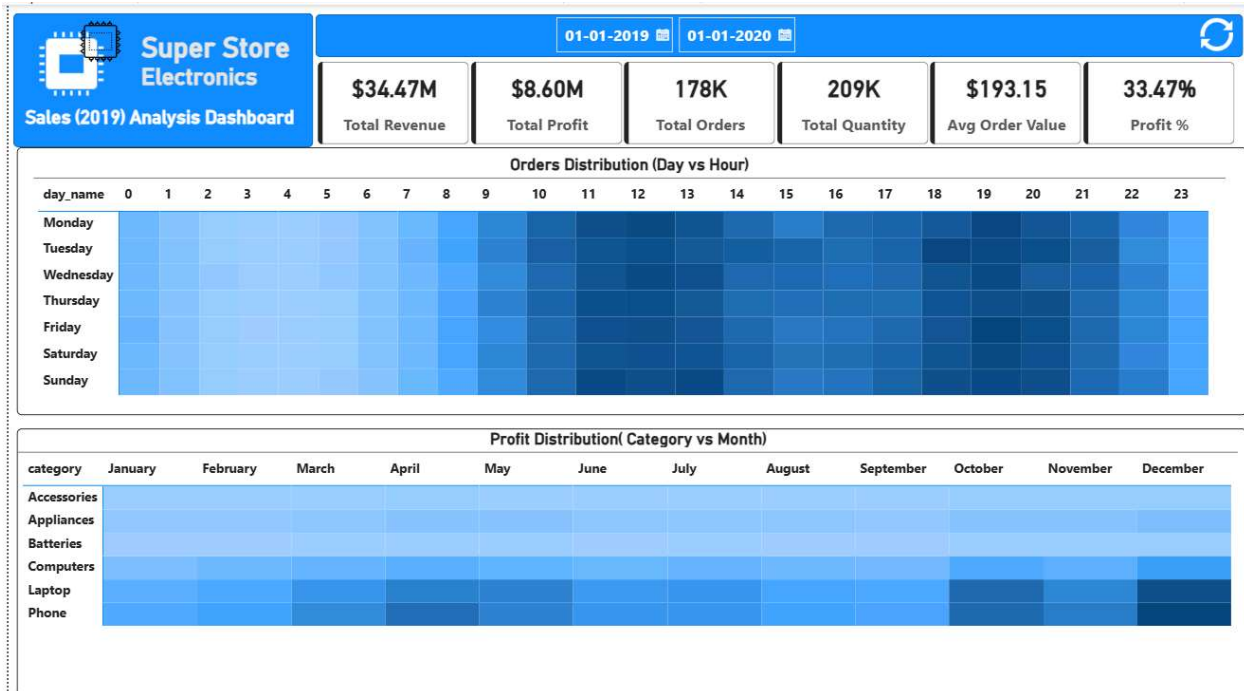 Super Store
Electronics
Sales (2019) Analysis Dashboard
01-01-2019 01-01-2020
$34.47M $8.60M 178K 209K $193.15 33.47%
Total Revenue Total Profit Total Orders Total Quantity Avg Order Value Profit %
Orders Distribution (Day vs Hour)
day_name 0 1 2 3 4 5 6 7 8 9 10 11 12 13 14 15 16 17 18 19 20 21 22 23
Monday
Tuesday
Wednesday
Thursday
Friday
Saturday
Sunday
Profit Distribution( Category vs Month)
category January February March April May June July August September October November December
Accessories
Appliances
Batteries
Computers
Laptop
Phone